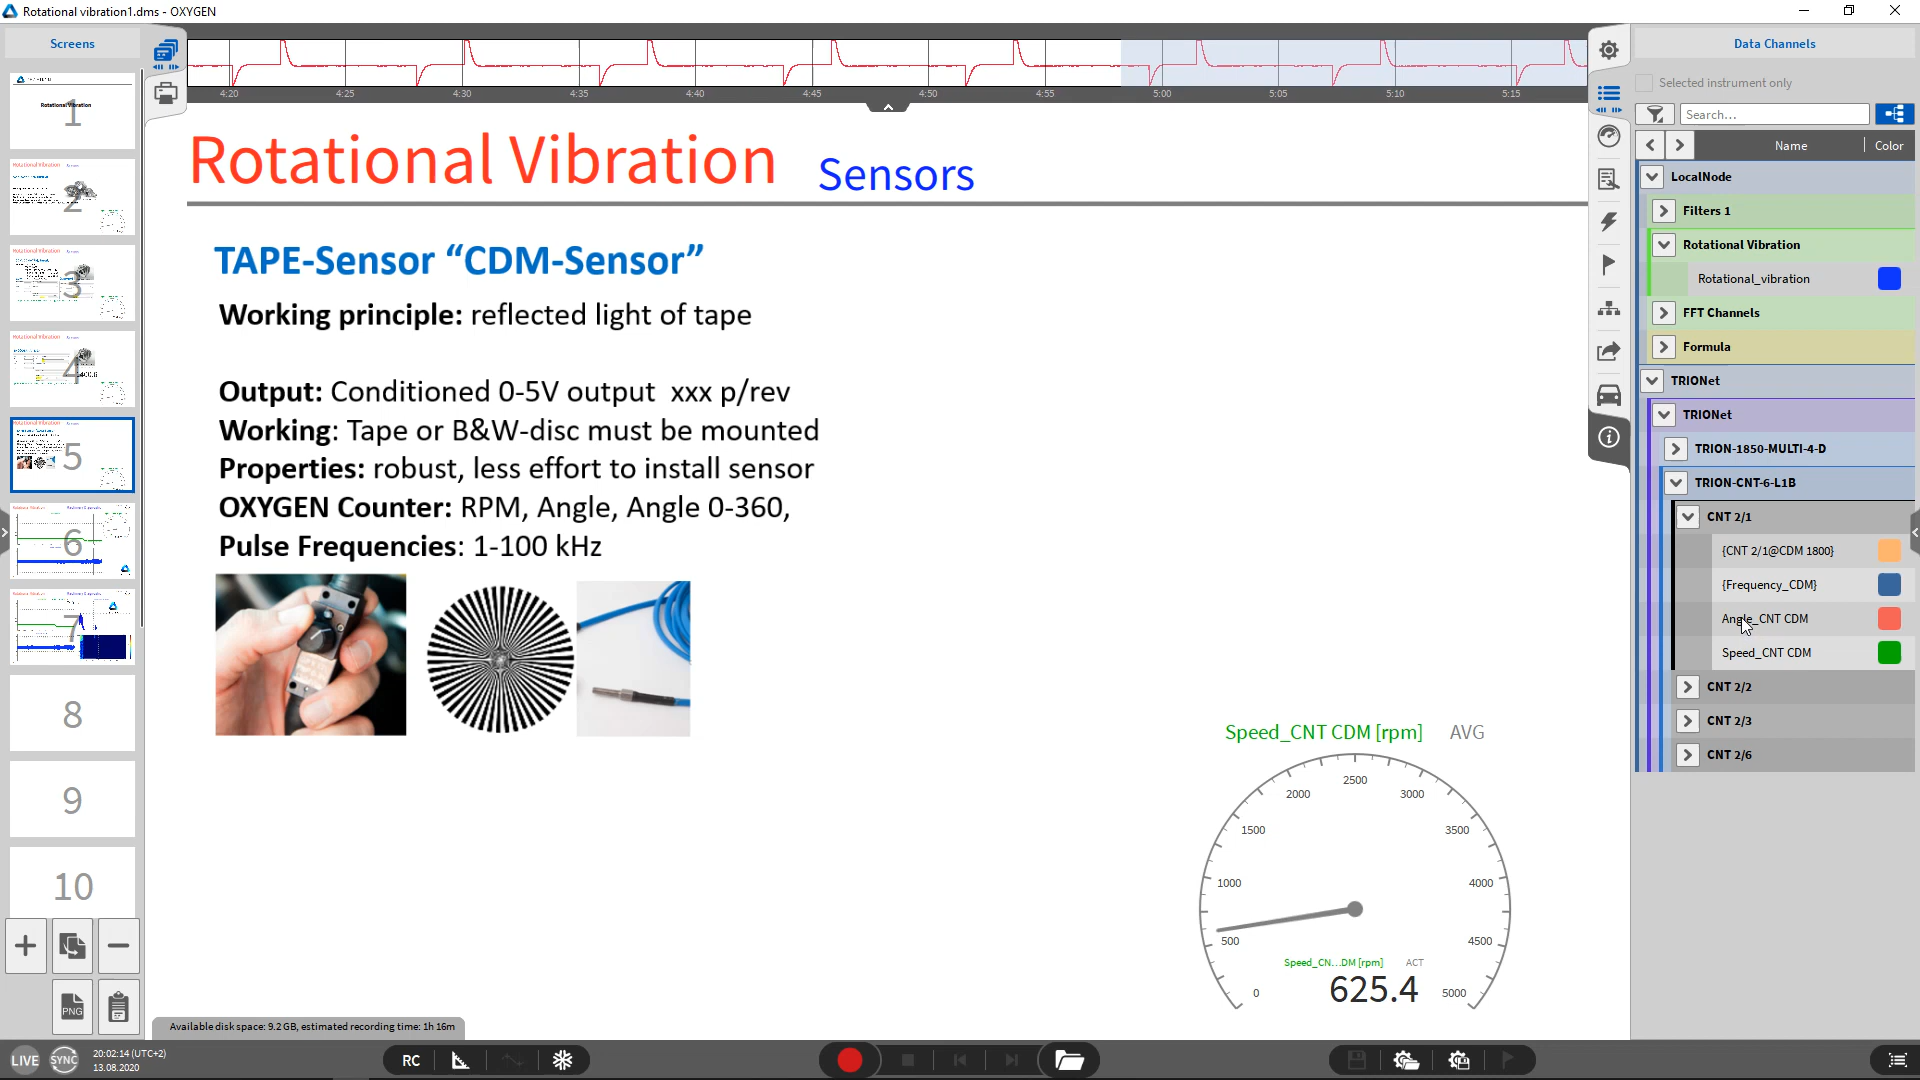 Rotational vibration1.dms - OXYGEN
Screens
Rotational Vibration
1
2
3
4
5
6
7
8
9
10
PNG
4:20 4:25 4:30 4:35 4:40 4:45 4:50 4:55 5:00 5:05 5:10 5:15
Rotational Vibration Sensors
TAPE-Sensor “CDM-Sensor”
Working principle: reflected light of tape
Output: Conditioned 0-5V output xxx p/rev
Working: Tape or B&W-disc must be mounted
Properties: robust, less effort to install sensor
OXYGEN Counter: RPM, Angle, Angle 0-360,
Pulse Frequencies: 1-100 kHz
Speed_CNT CDM [rpm] AVG
0
500
1000
1500
2000
2500
3000
3500
4000
4500
5000
Speed_CN...DM [rpm] ACT
625.4
Data Channels
Selected instrument only
Search...
Name Color
LocalNode
Filters 1
Rotational Vibration
Rotational_vibration
FFT Channels
Formula
TRIONet
TRIONet
TRION-1850-MULTI-4-D
TRION-CNT-6-L1B
CNT 2/1
{CNT 2/1@CDM 1800}
{Frequency_CDM}
Angle_CNT CDM
Speed_CNT CDM
CNT 2/2
CNT 2/3
CNT 2/6
Available disk space: 9.2 GB, estimated recording time: 1h 16m
LIVE SYNC
20:02:14 (UTC+2)
13.08.2020
RC